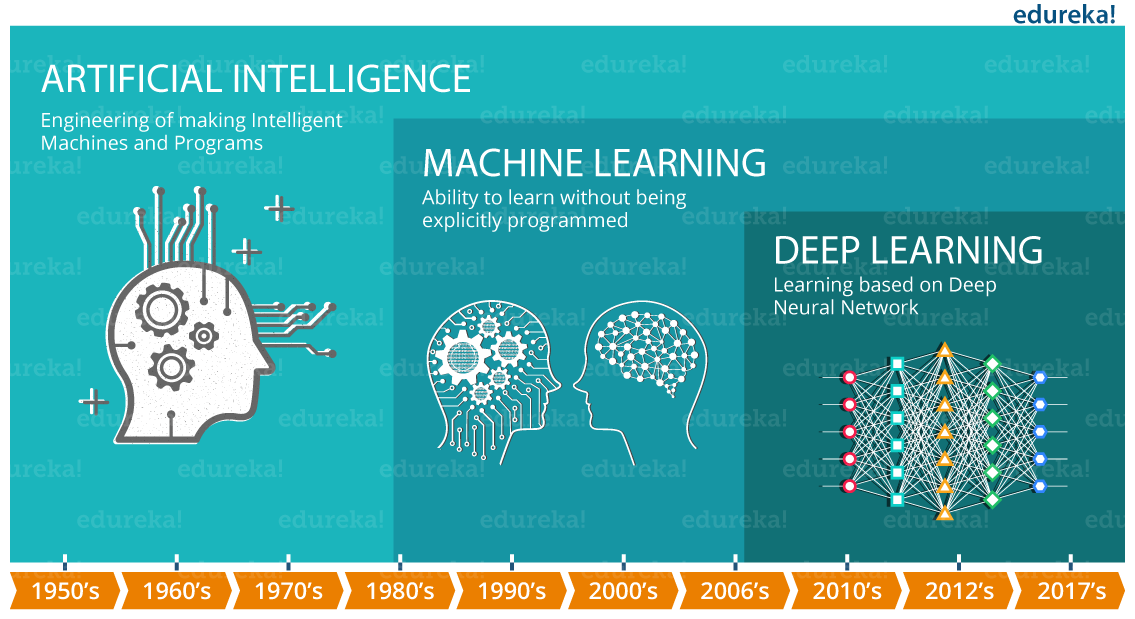 edureka!
ARTIFICIAL INTELLIGENCE
Engineering of making Intelligent
Machines and Programs
MACHINE LEARNING
Ability to learn without being
explicitly programmed
DEEP LEARNING
Learning based on Deep
Neural Network
1950's
1960's
1970's
1980's
1990's
2000's
2006's
2010's
2012's
2017's